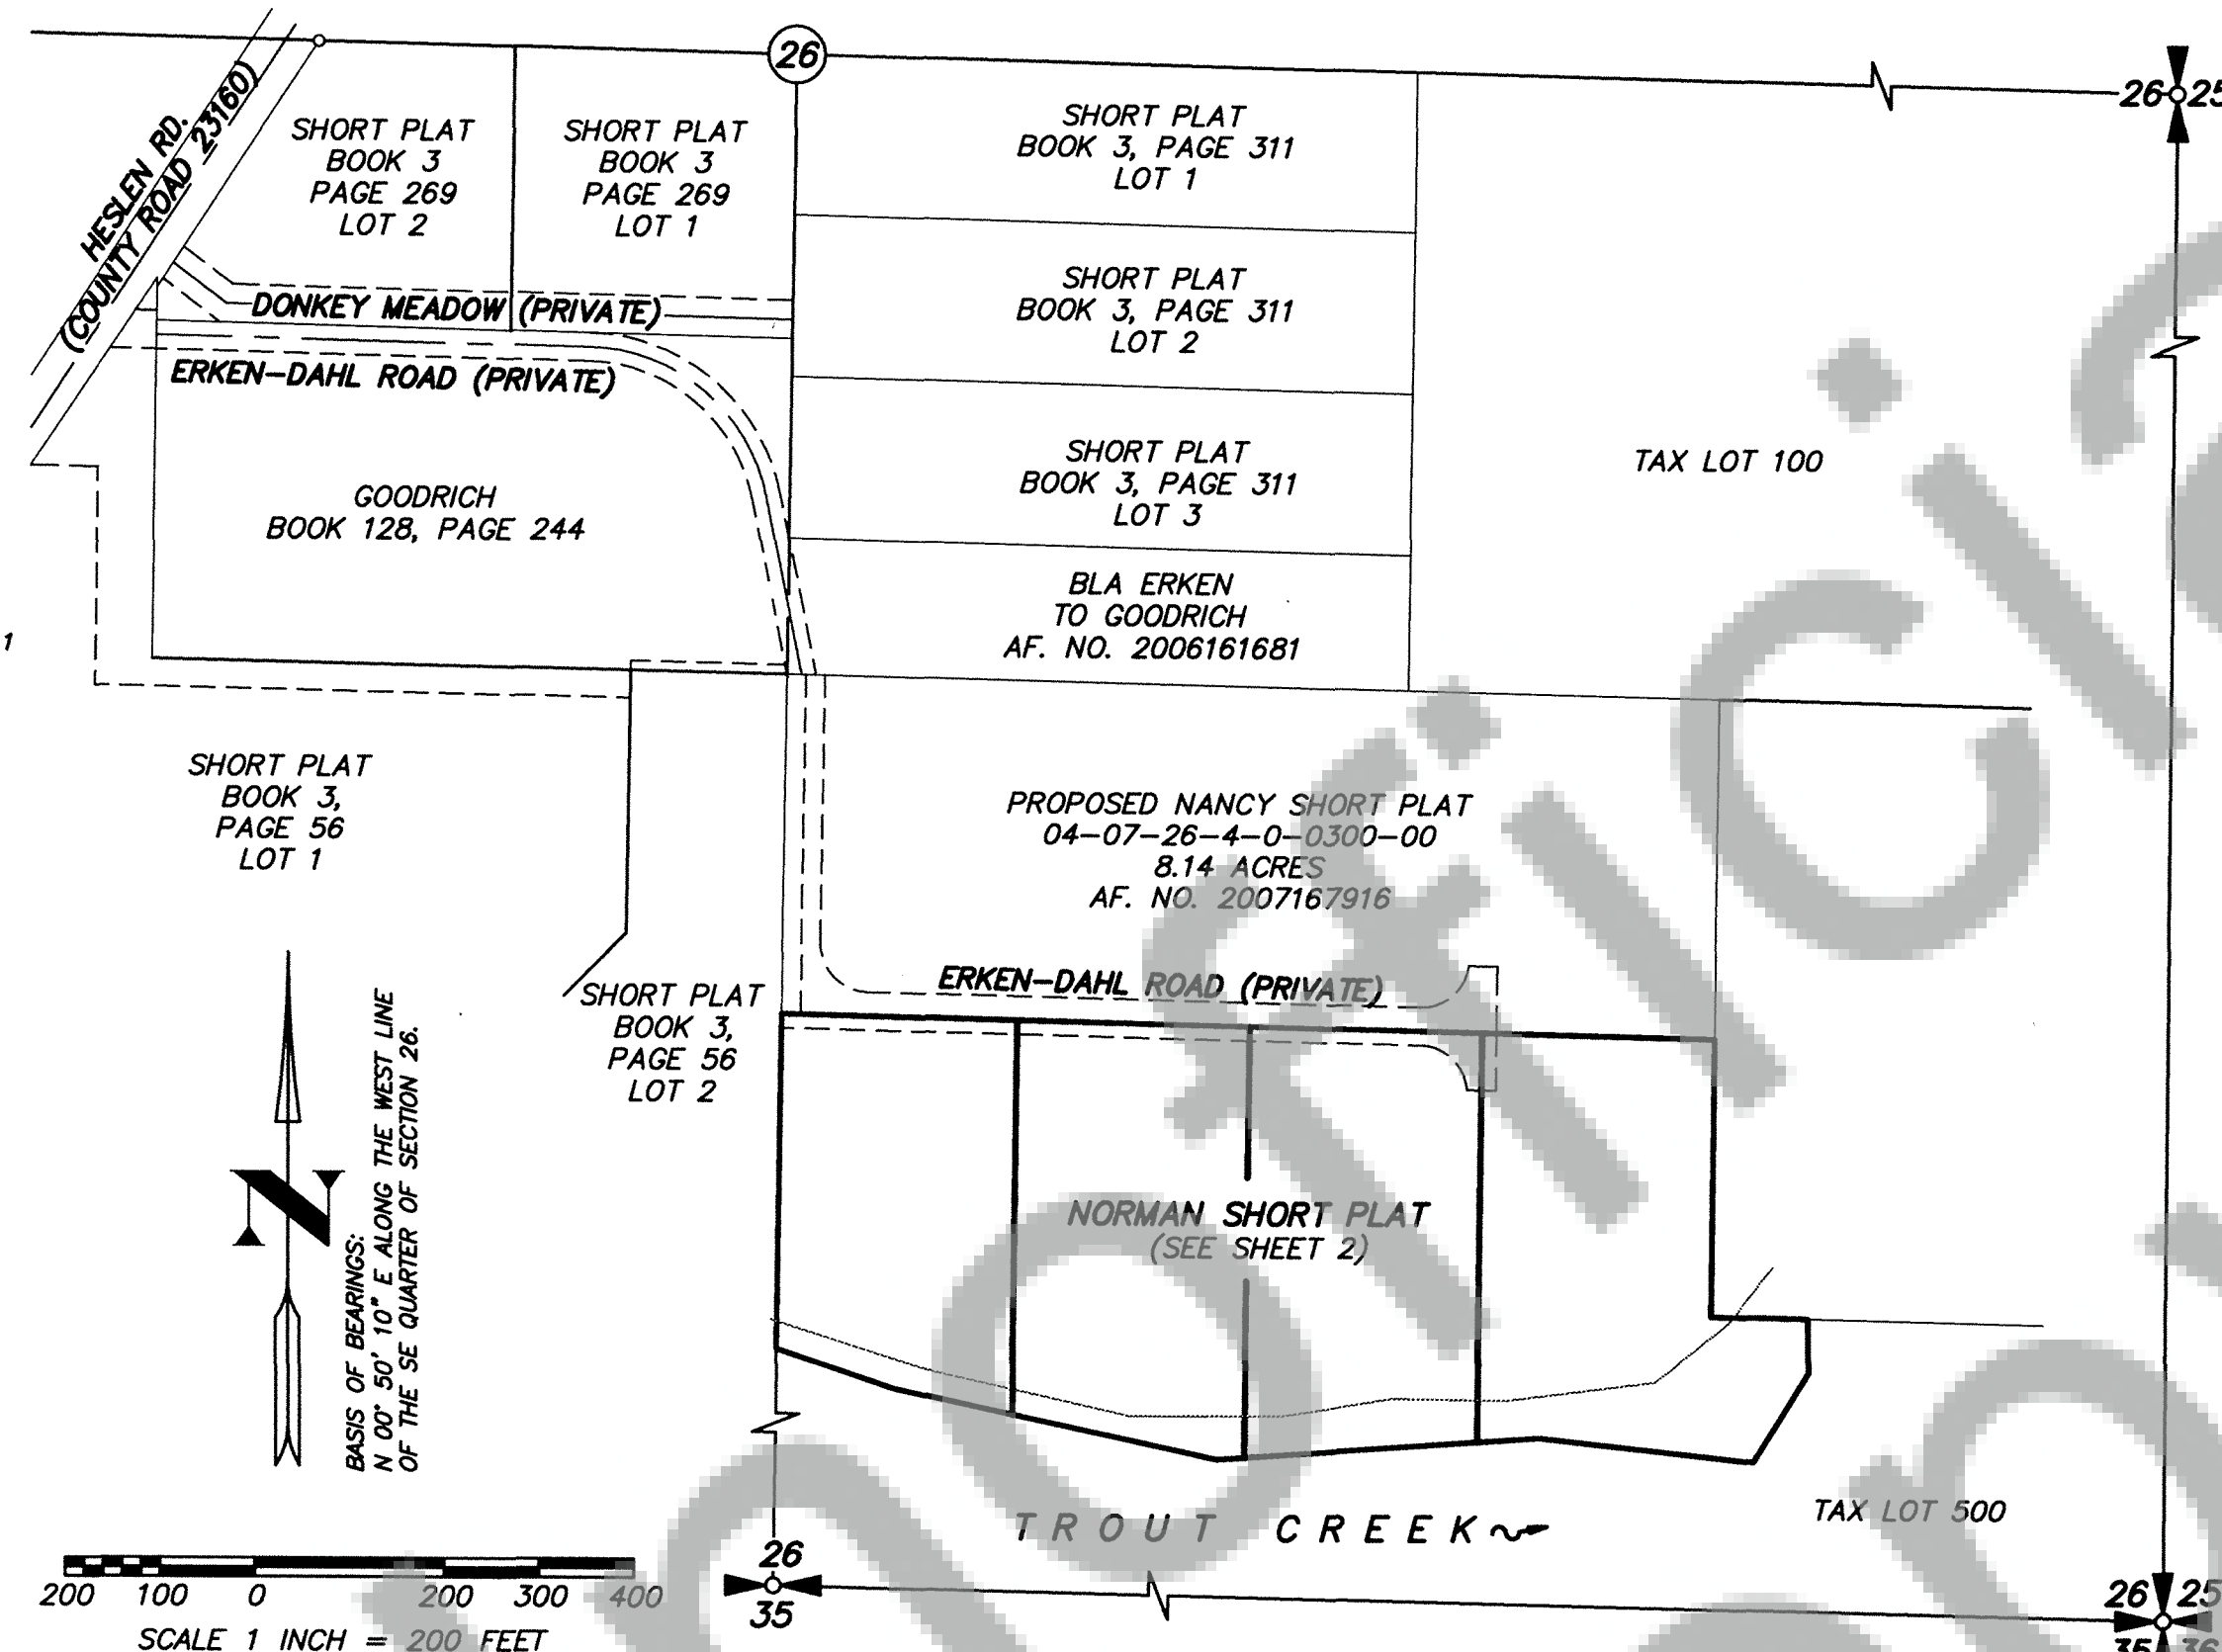 26
26 25
HESLEN RD.
(COUNTY ROAD 23160)
SHORT PLAT
BOOK 3
PAGE 269
LOT 2
SHORT PLAT
BOOK 3
PAGE 269
LOT 1
SHORT PLAT
BOOK 3, PAGE 311
LOT 1
SHORT PLAT
BOOK 3, PAGE 311
LOT 2
DONKEY MEADOW (PRIVATE)
ERKEN-DAHL ROAD (PRIVATE)
SHORT PLAT
BOOK 3, PAGE 311
LOT 3
TAX LOT 100
GOODRICH
BOOK 128, PAGE 244
BLA ERKEN
TO GOODRICH
AF. NO. 2006161681
1
SHORT PLAT
BOOK 3,
PAGE 56
LOT 1
PROPOSED NANCY SHORT PLAT
04-07-26-4-0-0300-00
8.14 ACRES
AF. NO. 2007167916
ERKEN-DAHL ROAD (PRIVATE)
SHORT PLAT
BOOK 3,
PAGE 56
LOT 2
N
BASIS OF BEARINGS:
N 00° 50' 10" E ALONG THE WEST LINE
OF THE SE QUARTER OF SECTION 26.
NORMAN SHORT PLAT
(SEE SHEET 2)
TROUT CREEK
TAX LOT 500
200 100 0 200 300 400
SCALE 1 INCH = 200 FEET
26
35
26 25
35 36